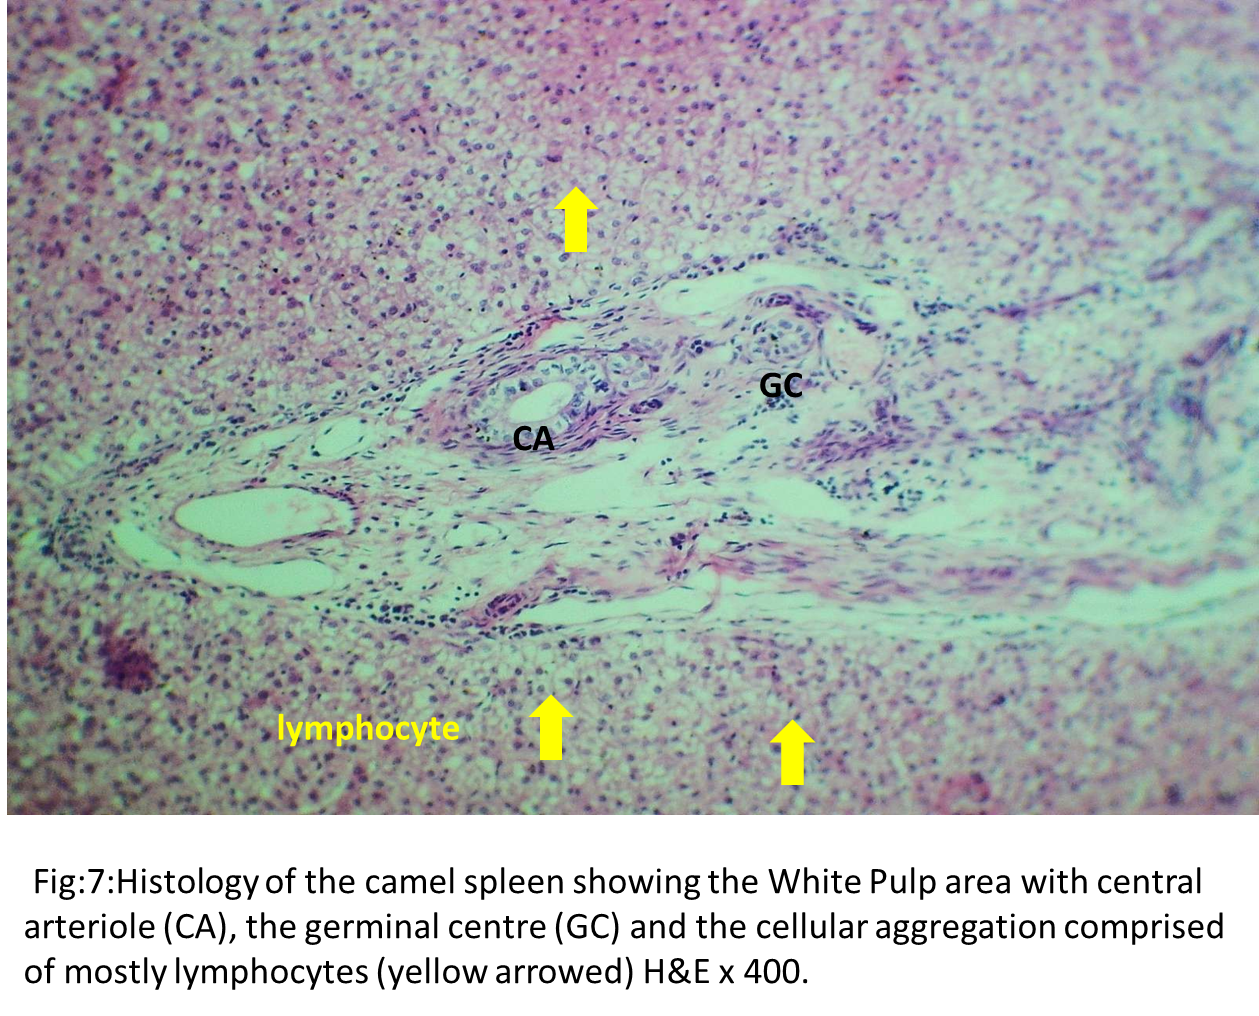 GC
CA
lymphocyte
Fig:7:Histology of the camel spleen showing the White Pulp area with central
arteriole (CA), the germinal centre (GC) and the cellular aggregation comprised
of mostly lymphocytes (yellow arrowed) H&E x 400.